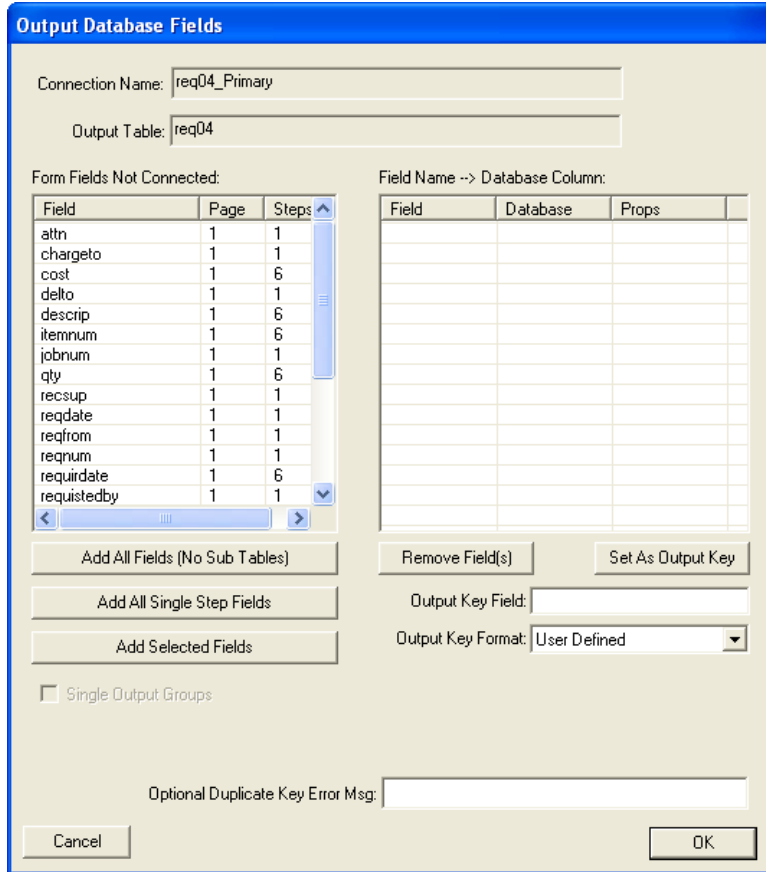 Output Database Fields
Connection Name: req04_Primary
Output Table: req04
Form Fields Not Connected:
Field Page Steps
attn 1 1
chargeto 1 1
cost 1 6
delto 1 1
descrip 1 6
itemnum 1 6
jobnum 1 1
qty 1 6
recsup 1 1
reqdate 1 1
reqfrom 1 1
reqnum 1 1
requirdate 1 6
requistedby 1 1
Add All Fields (No Sub Tables)
Add All Single Step Fields
Add Selected Fields
Single Output Groups
Field Name --> Database Column:
Field Database Props
Remove Field(s) Set As Output Key
Output Key Field:
Output Key Format: User Defined
Optional Duplicate Key Error Msg:
Cancel OK